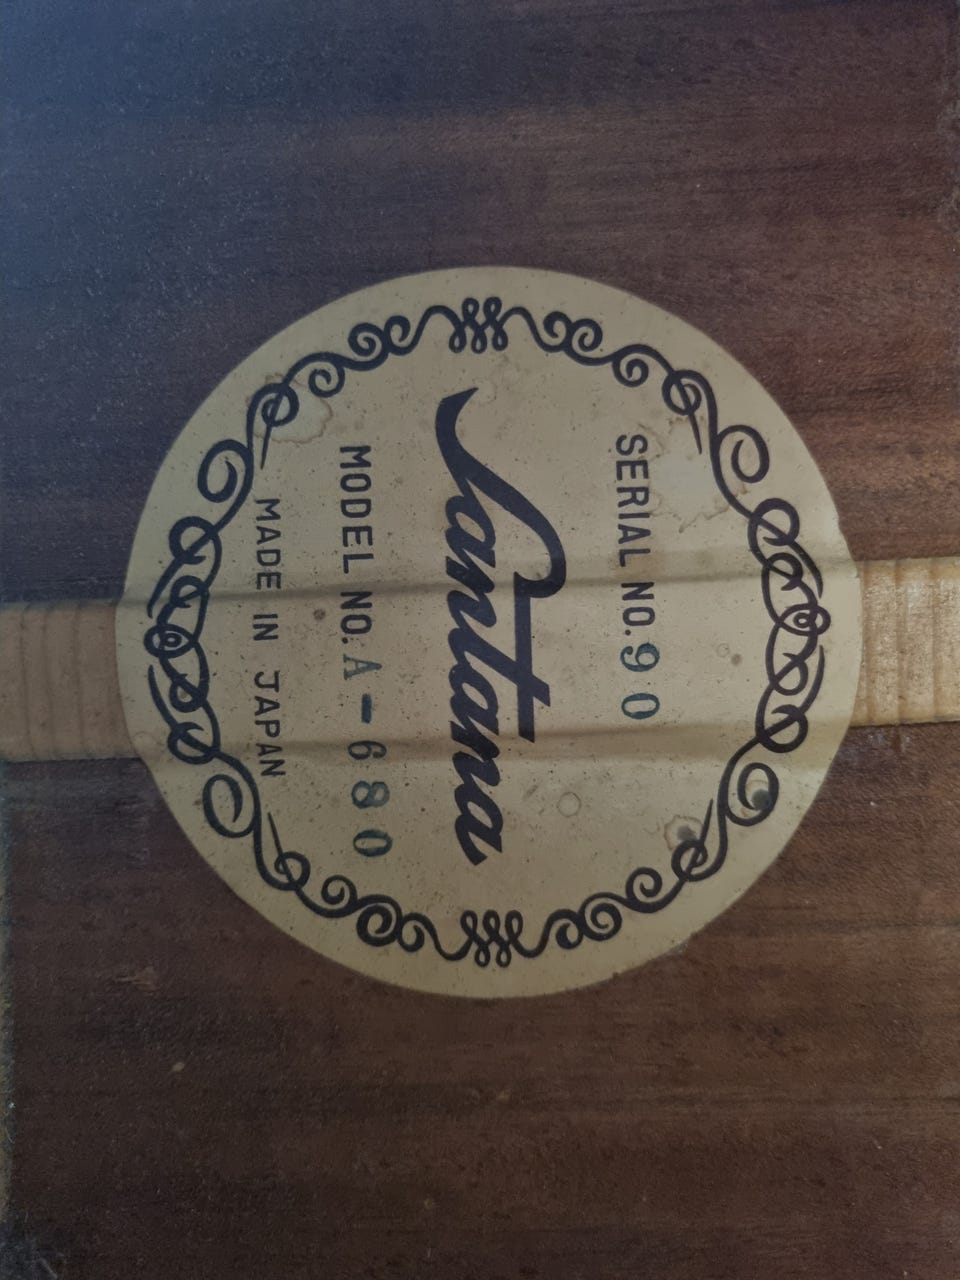 SERIAL NO. 90
Santana
MODEL NO. A-680
MADE IN JAPAN